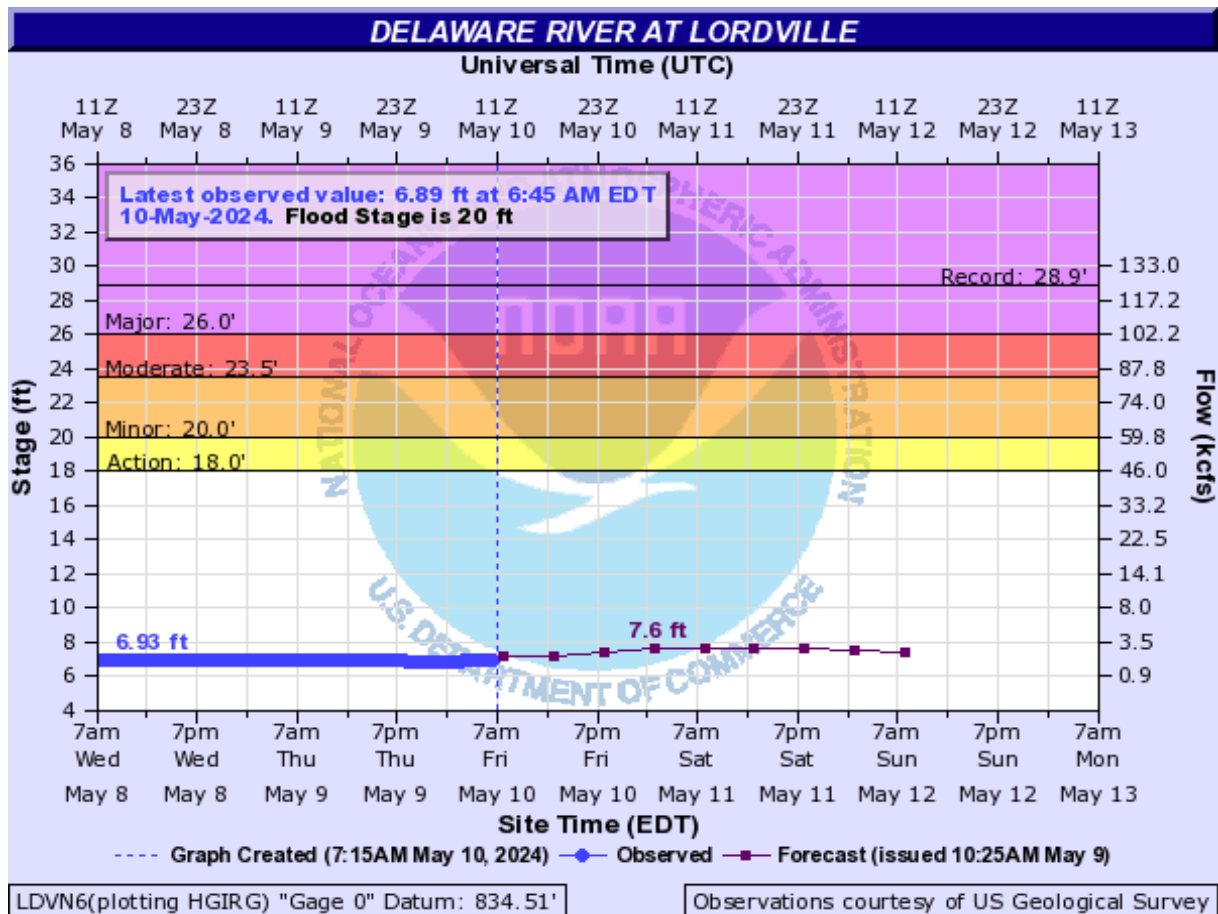 DELAWARE RIVER AT LORDVILLE
Universal Time (UTC)
11Z 23Z 11Z 23Z 11Z 23Z 11Z 23Z 11Z 23Z 11Z
May 8 May 8 May 9 May 9 May 10 May 10 May 11 May 11 May 12 May 12 May 13
Latest observed value: 6.89 ft at 6:45 AM EDT
10-May-2024. Flood Stage is 20 ft
36
34
32
30 133.0
Record: 28.9'
28 117.2
Major: 26.0'
26 102.2
Moderate: 23.5'
24 87.8
22 74.0
Minor: 20.0'
20 59.8
Action: 18.0'
18 46.0
16 33.2
14 22.5
12 14.1
10 8.0
6.93 ft 7.6 ft
8 3.5
6 0.9
4
Stage (ft)
Flow (kcfs)
NATIONAL OCEANIC AND ATMOSPHERIC ADMINISTRATION
NOAA
U.S. DEPARTMENT OF COMMERCE
7am 7pm 7am 7pm 7am 7pm 7am 7pm 7am 7pm 7am
Wed Wed Thu Thu Fri Fri Sat Sat Sun Sun Mon
May 8 May 8 May 9 May 9 May 10 May 10 May 11 May 11 May 12 May 12 May 13
Site Time (EDT)
Graph Created (7:15AM May 10, 2024) Observed Forecast (issued 10:25AM May 9)
LDVN6(plotting HGIRG) "Gage 0" Datum: 834.51' Observations courtesy of US Geological Survey